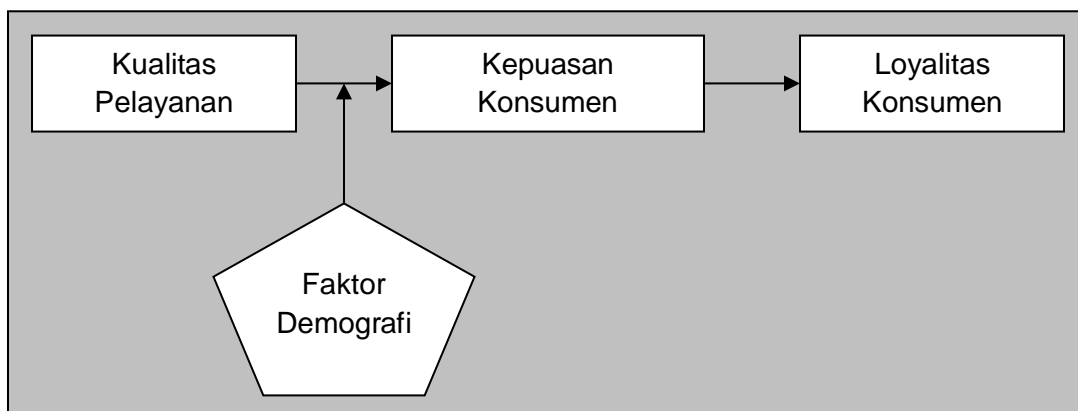 Kualitas
Pelayanan
Kepuasan
Konsumen
Loyalitas
Konsumen
Faktor
Demografi